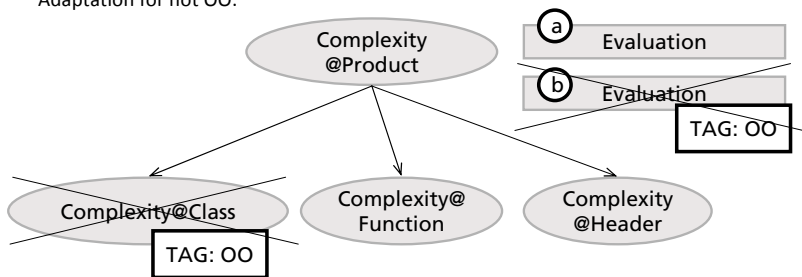 Adaptation for not OO:
Complexity
@Product
a
Evaluation
b
Evaluation
TAG: OO
Complexity@Class
TAG: OO
Complexity@
Function
Complexity
@Header